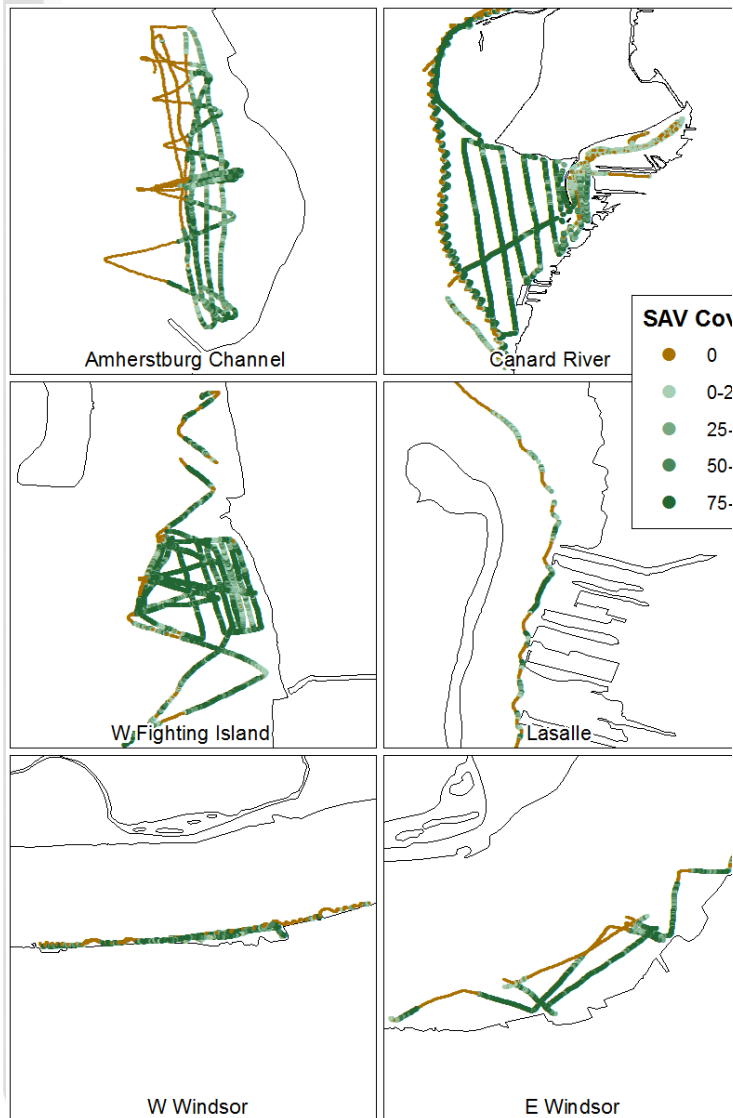 Amherstburg Channel
Canard River
SAV Cov
0
0-2
25-
50-
75-
W Fighting Island
Lasalle
W Windsor
E Windsor